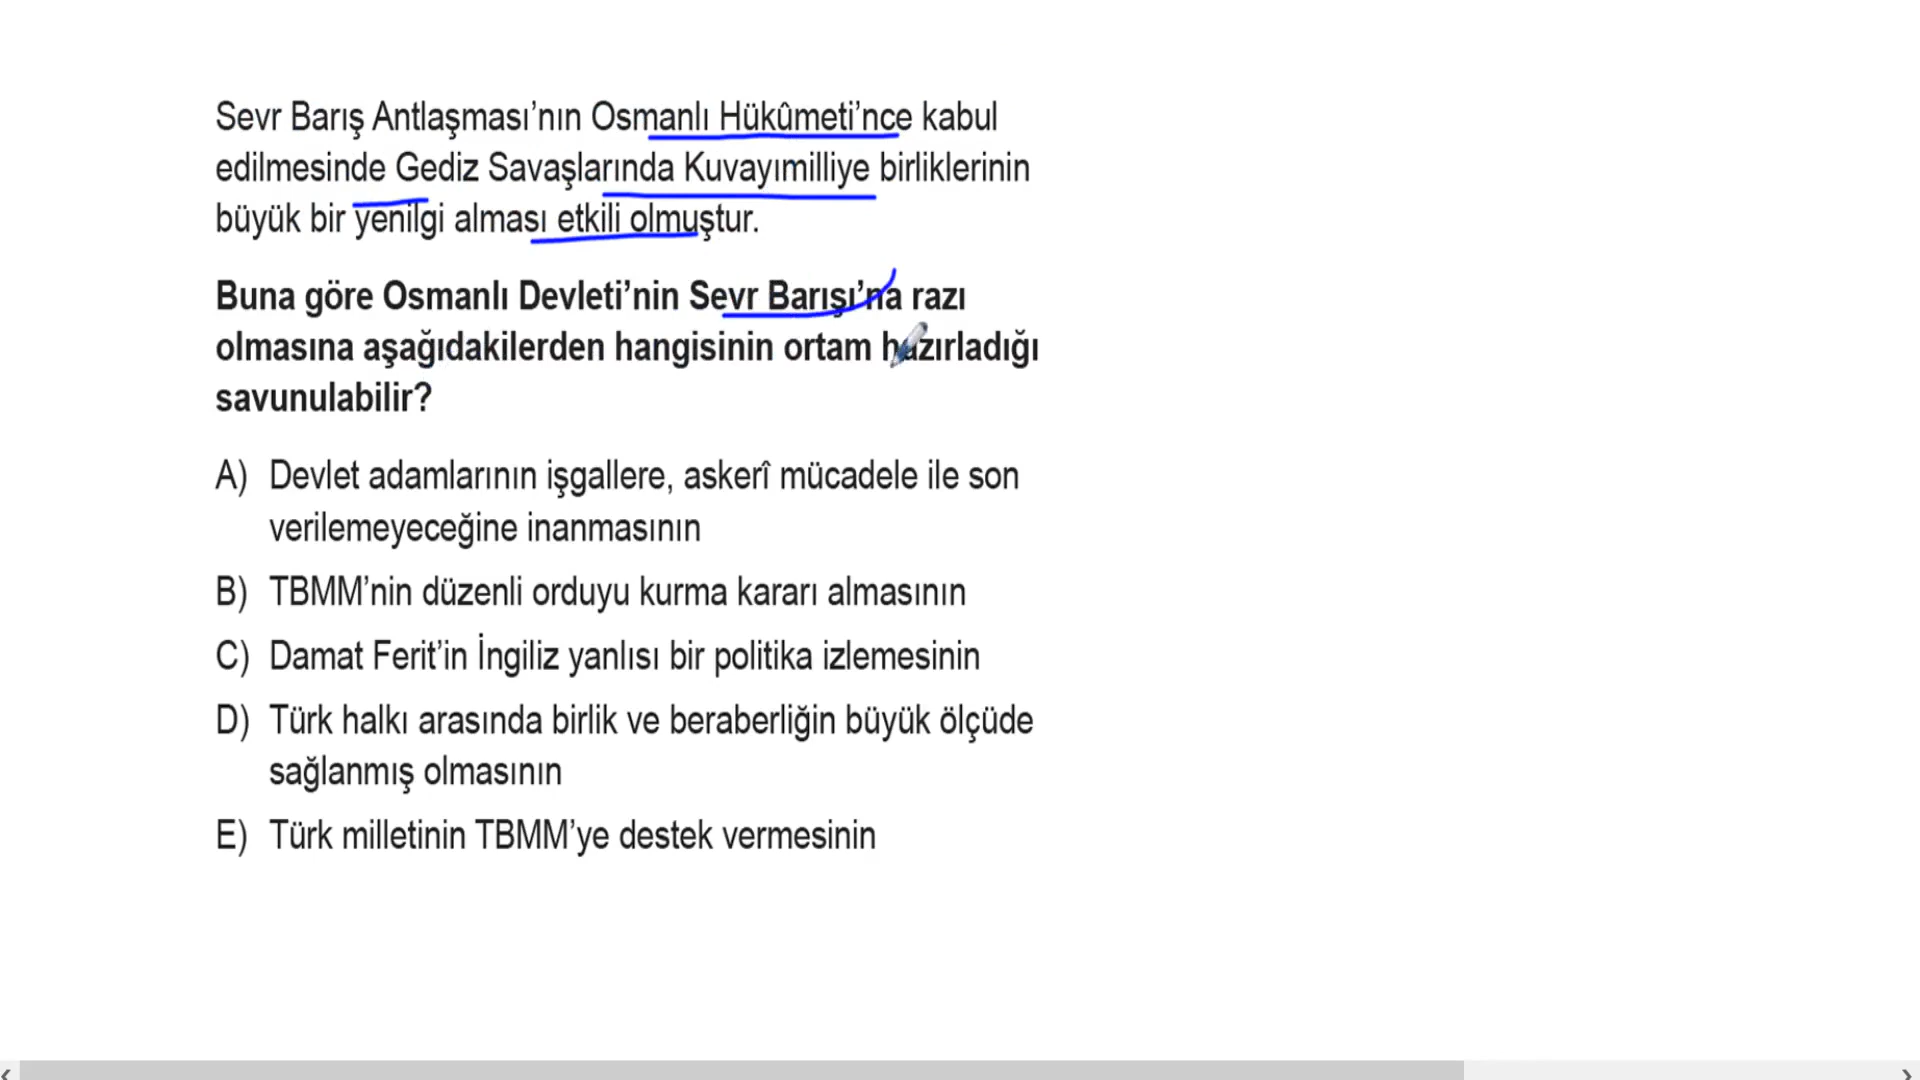 Sevr Barış Antlaşması’nın Osmanlı Hükûmeti’nce kabul
edilmesinde Gediz Savaşlarında Kuvayımilliye birliklerinin
büyük bir yenilgi alması etkili olmuştur.
Buna göre Osmanlı Devleti’nin Sevr Barışı’na razı
olmasına aşağıdakilerden hangisinin ortam hazırladığı
savunulabilir?
A) Devlet adamlarının işgallere, askerî mücadele ile son
verilemeyeceğine inanmasının
B) TBMM’nin düzenli orduyu kurma kararı almasının
C) Damat Ferit’in İngiliz yanlısı bir politika izlemesinin
D) Türk halkı arasında birlik ve beraberliğin büyük ölçüde
sağlanmış olmasının
E) Türk milletinin TBMM’ye destek vermesinin